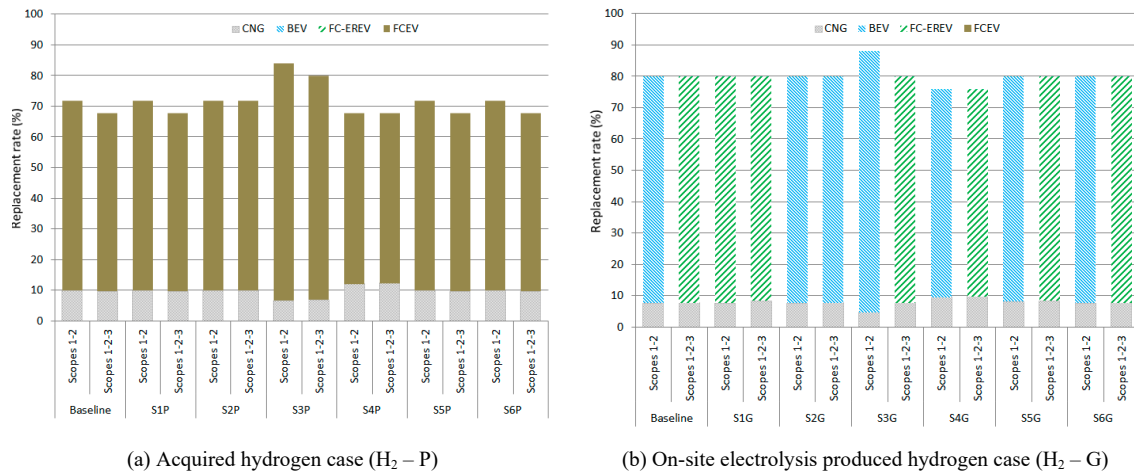 100
90
80
70
60
50
40
30
20
10
0
Replacement rate (%)
CNG BEV FC-EREV FCEV
Scopes 1-2 Scopes 1-2-3 Scopes 1-2 Scopes 1-2-3 Scopes 1-2 Scopes 1-2-3 Scopes 1-2 Scopes 1-2-3 Scopes 1-2 Scopes 1-2-3 Scopes 1-2 Scopes 1-2-3 Scopes 1-2 Scopes 1-2-3
Baseline S1P S2P S3P S4P S5P S6P
(a) Acquired hydrogen case (H₂ – P)
100
90
80
70
60
50
40
30
20
10
0
Replacement rate (%)
CNG BEV FC-EREV FCEV
Scopes 1-2 Scopes 1-2-3 Scopes 1-2 Scopes 1-2-3 Scopes 1-2 Scopes 1-2-3 Scopes 1-2 Scopes 1-2-3 Scopes 1-2 Scopes 1-2-3 Scopes 1-2 Scopes 1-2-3 Scopes 1-2 Scopes 1-2-3
Baseline S1G S2G S3G S4G S5G S6G
(b) On-site electrolysis produced hydrogen case (H₂ – G)